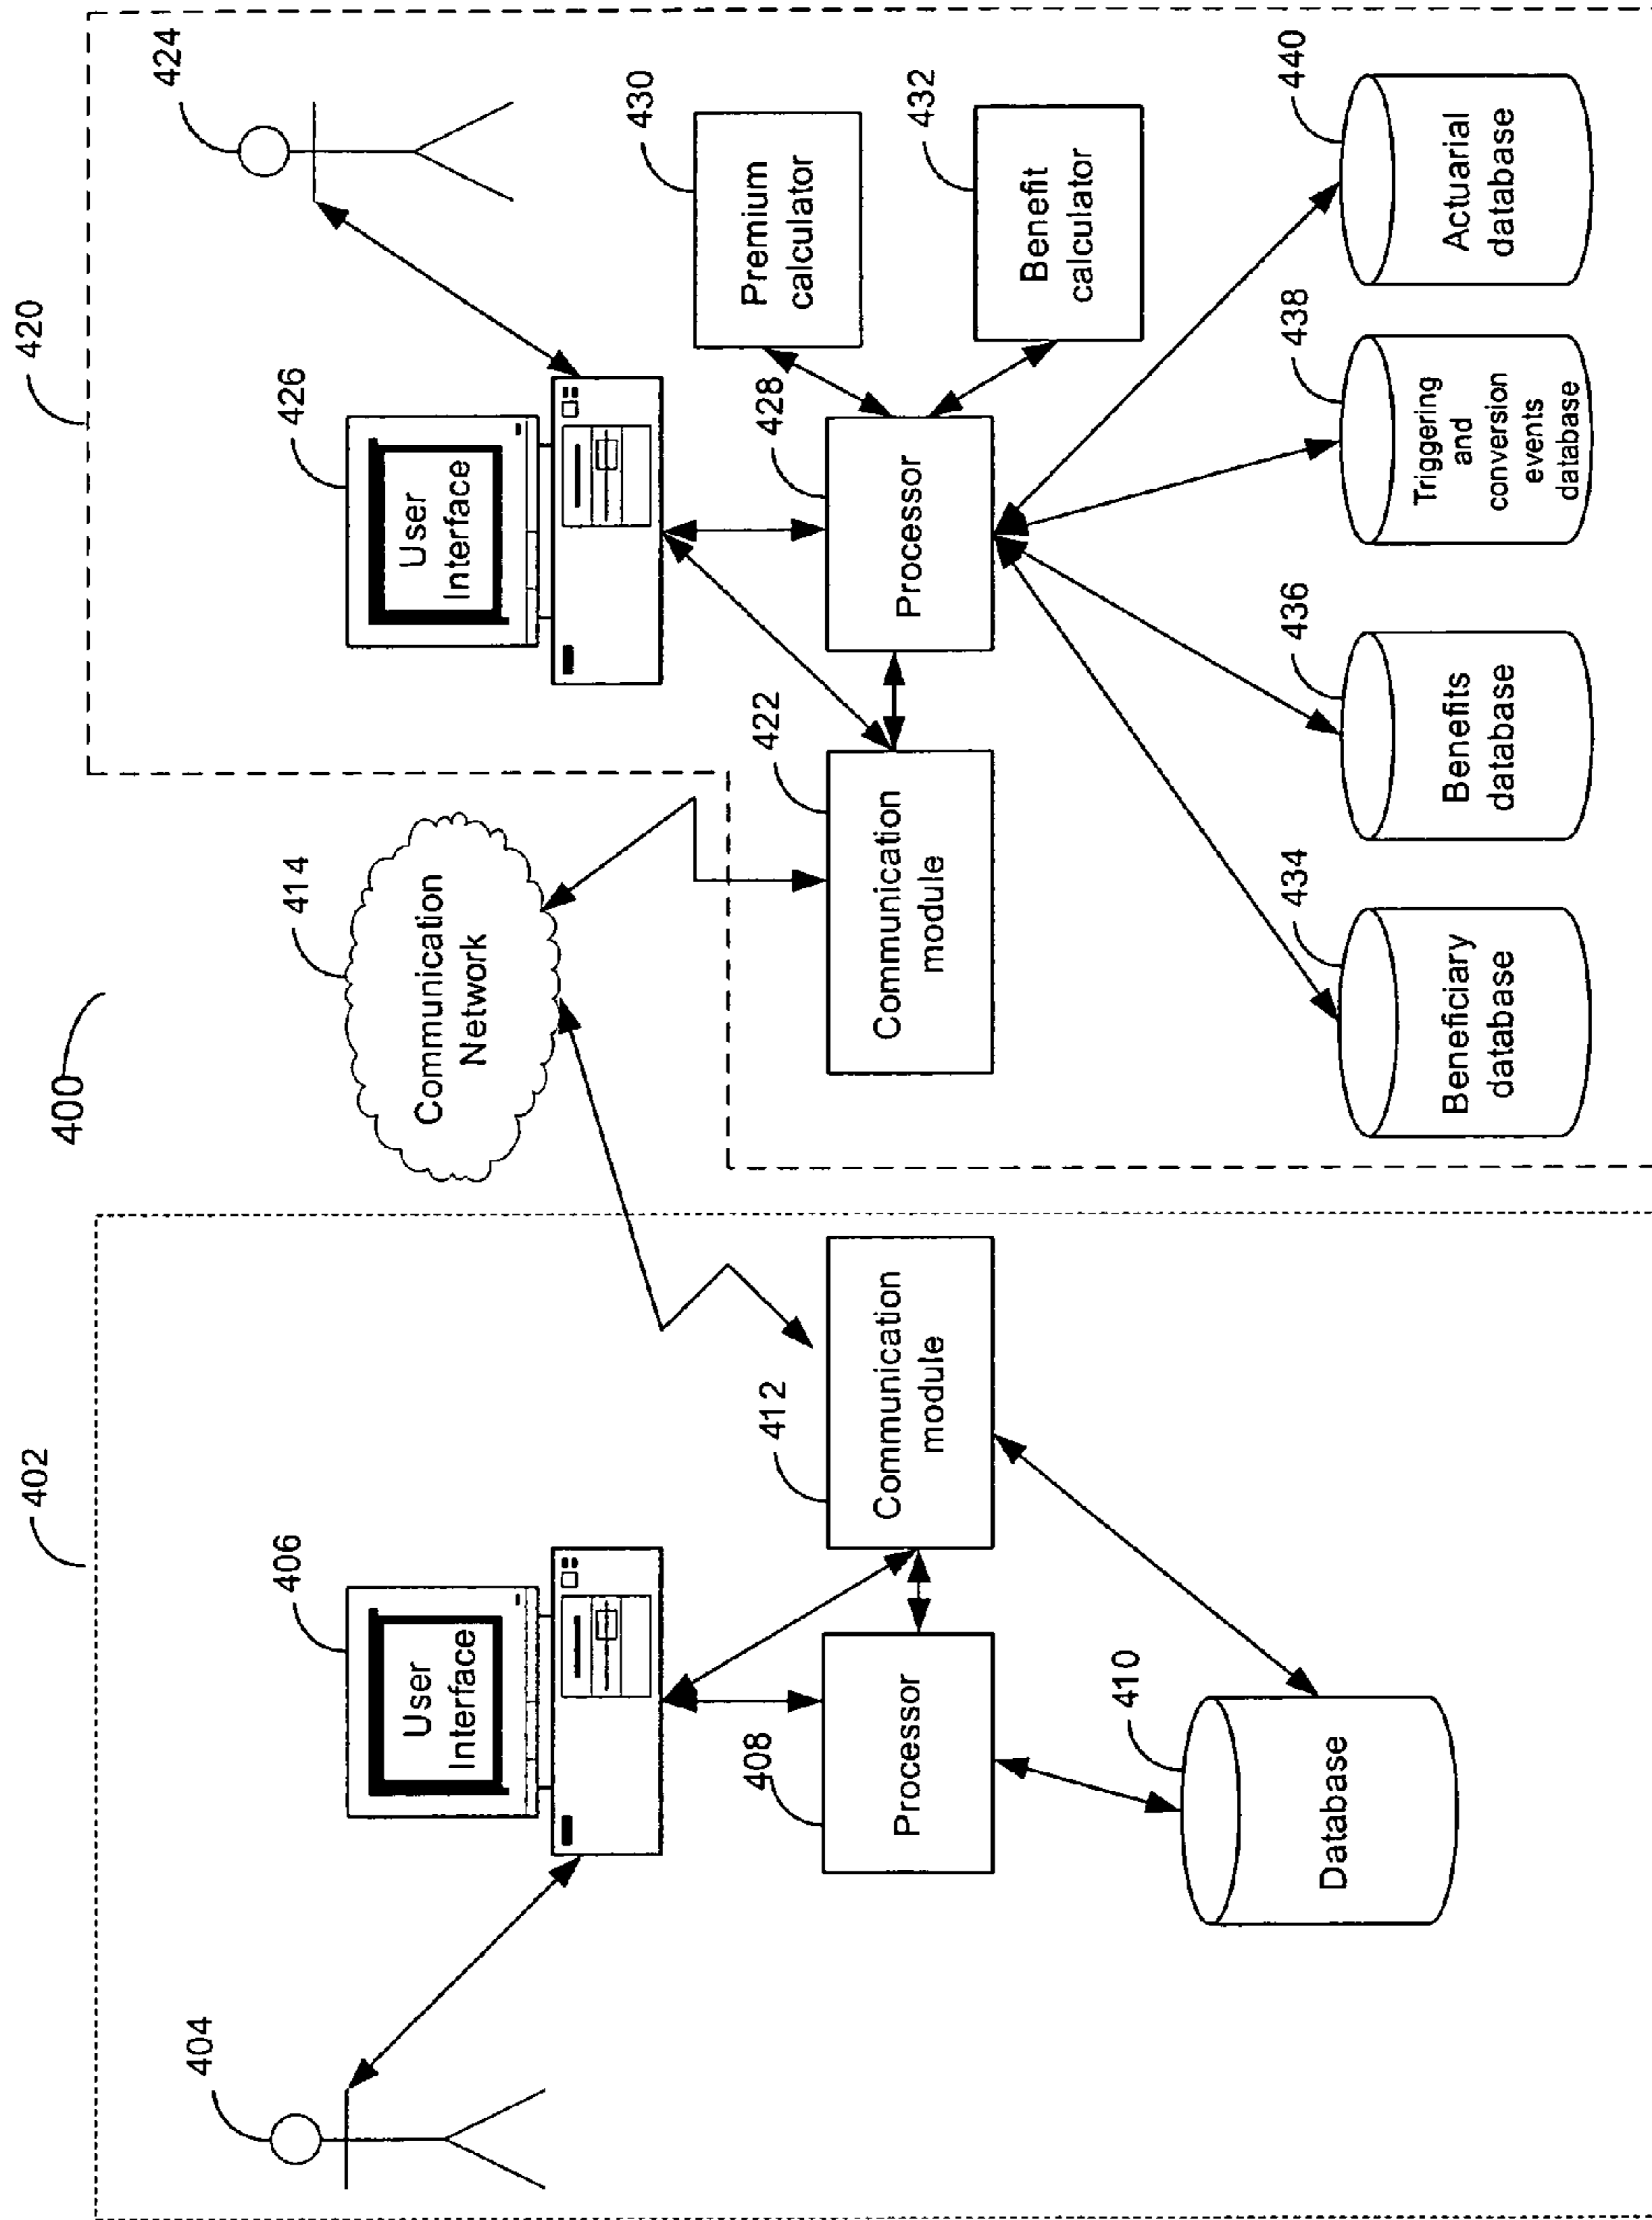 400
402
404
406
User
Interface
408
Processor
410
Database
412
Communication
module
414
Communication
Network
420
422
Communication
module
424
426
User
Interface
428
Processor
430
Premium
calculator
432
Benefit
calculator
434
Beneficiary
database
436
Benefits
database
438
Triggering
and
conversion
events
database
440
Actuarial
database